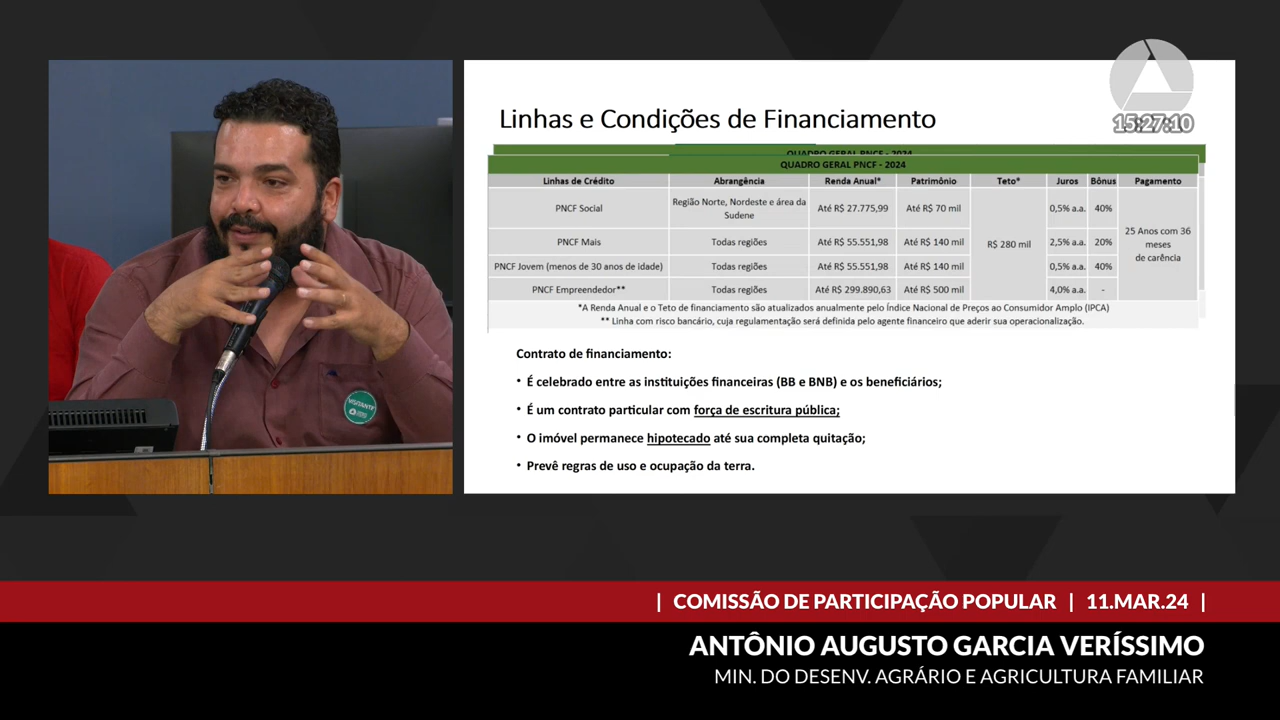 15:27:10
Linhas e Condições de Financiamento
QUADRO GERAL PNCF - 2024
QUADRO GERAL PNCF - 2024
Linhas de Crédito Abrangência Renda Anual* Patrimônio Teto* Juros Bônus Pagamento
PNCF Social Região Norte, Nordeste e área da Sudene Até R$ 27.775,99 Até R$ 70 mil 0,5% a.a. 40%
PNCF Mais Todas regiões Até R$ 55.551,98 Até R$ 140 mil 2,5% a.a. 20%
R$ 280 mil
25 Anos com 36
meses
de carência
PNCF Jovem (menos de 30 anos de idade) Todas regiões Até R$ 55.551,98 Até R$ 140 mil 0,5% a.a. 40%
PNCF Empreendedor** Todas regiões Até R$ 299.890,63 Até R$ 500 mil 4,0% a.a. -
*A Renda Anual e o Teto de financiamento são atualizados anualmente pelo Índice Nacional de Preços ao Consumidor Amplo (IPCA)
** Linha com risco bancário, cuja regulamentação será definida pelo agente financeiro que aderir sua operacionalização.
Contrato de financiamento:
• É celebrado entre as instituições financeiras (BB e BNB) e os beneficiários;
• É um contrato particular com força de escritura pública;
• O imóvel permanece hipotecado até sua completa quitação;
• Prevê regras de uso e ocupação da terra.
VISITANTE
| COMISSÃO DE PARTICIPAÇÃO POPULAR | 11.MAR.24 |
ANTÔNIO AUGUSTO GARCIA VERÍSSIMO
MIN. DO DESENV. AGRÁRIO E AGRICULTURA FAMILIAR